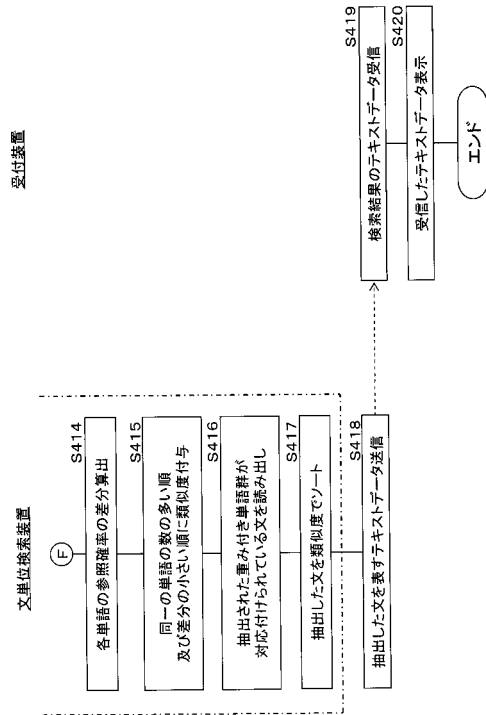 文単位検索装置
受付装置
F
S414
各単語の参照確率の差分算出
S415
同一の単語の数の多い順
及び差分の小さい順に類似度付与
S416
抽出された重み付き単語群が
対応付けられている文を読み出し
S417
抽出した文を類似度でソート
S418
抽出した文を表すテキストデータ送信
S419
検索結果のテキストデータ受信
S420
受信したテキストデータ表示
エンド